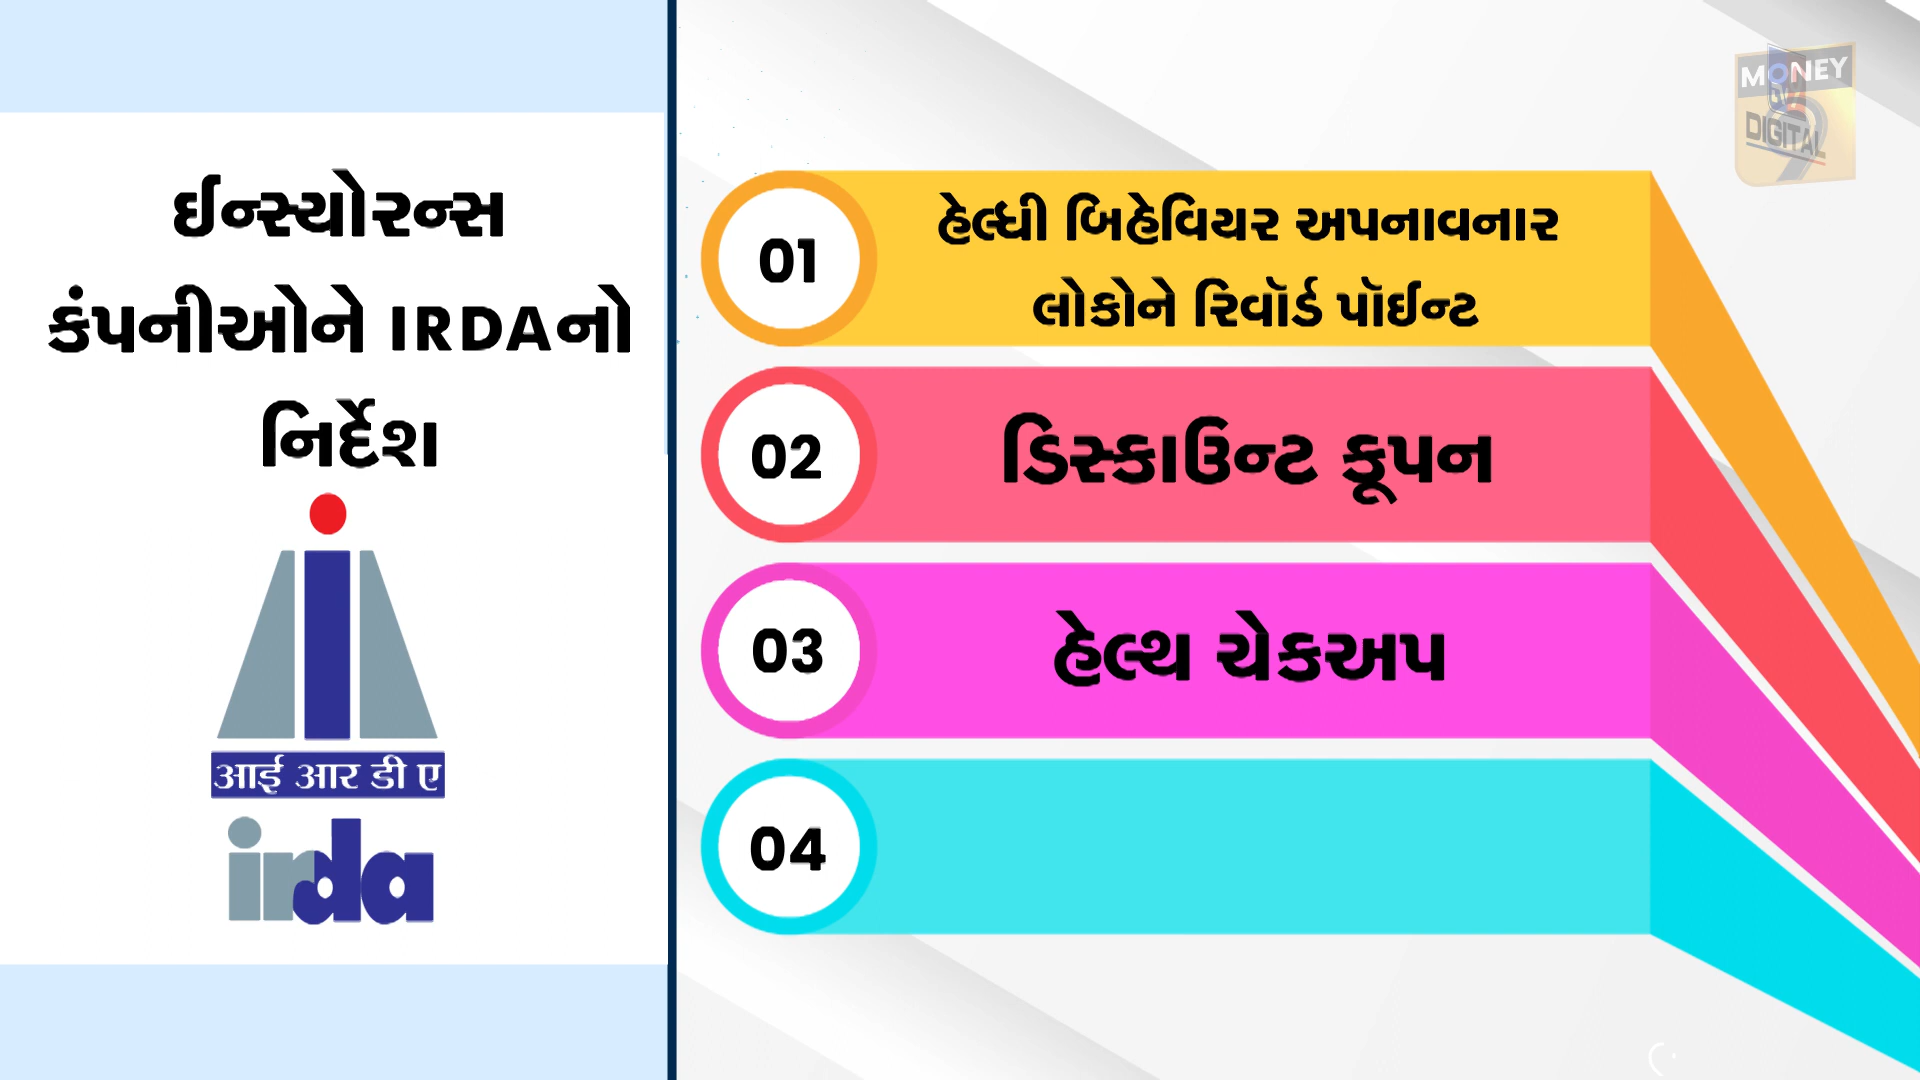 ઈન્સ્યોરન્સ
કંપનીઓને IRDAનો
નિર્દેશ
आई आर डी ए
irda
01
હેલ્ધી બિહેવિયર અપનાવનાર
લોકોને રિવૉર્ડ પૉઈન્ટ
02
ડિસ્કાઉન્ટ કૂપન
03
હેલ્થ ચેકઅપ
04
MONEY
9
DIGITAL